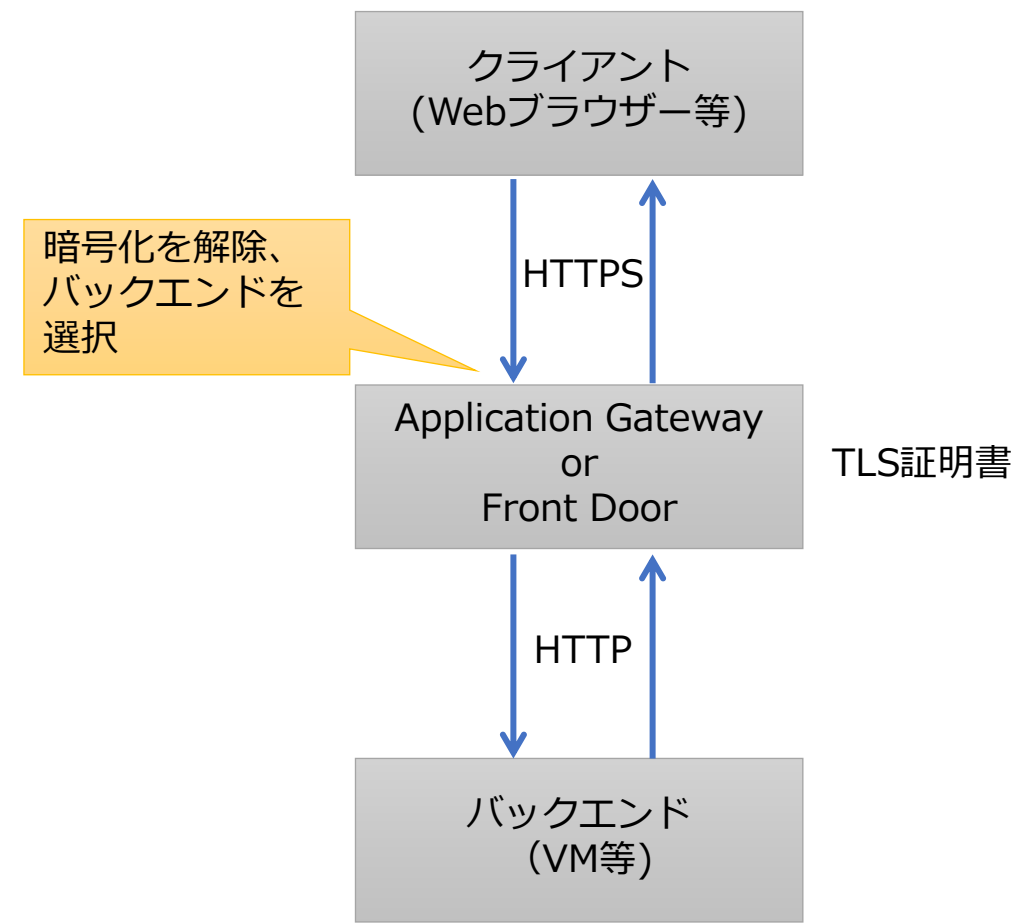 クライアント
(Webブラウザー等)
暗号化を解除、
バックエンドを
選択
HTTPS
Application Gateway
or
Front Door
TLS証明書
HTTP
バックエンド
（VM等)